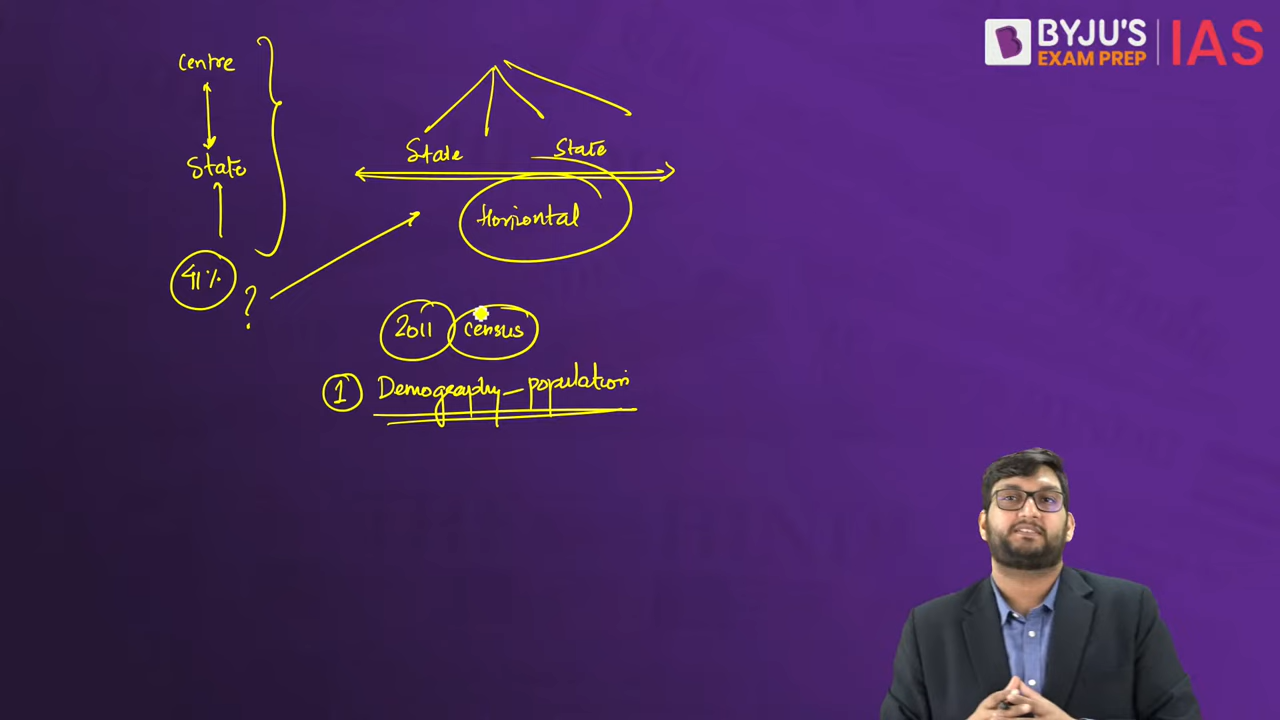 Centre
State
41%
?
State
State
Horizontal
2011 census
1 Demography - population
BYJU'S
EXAM PREP
IAS